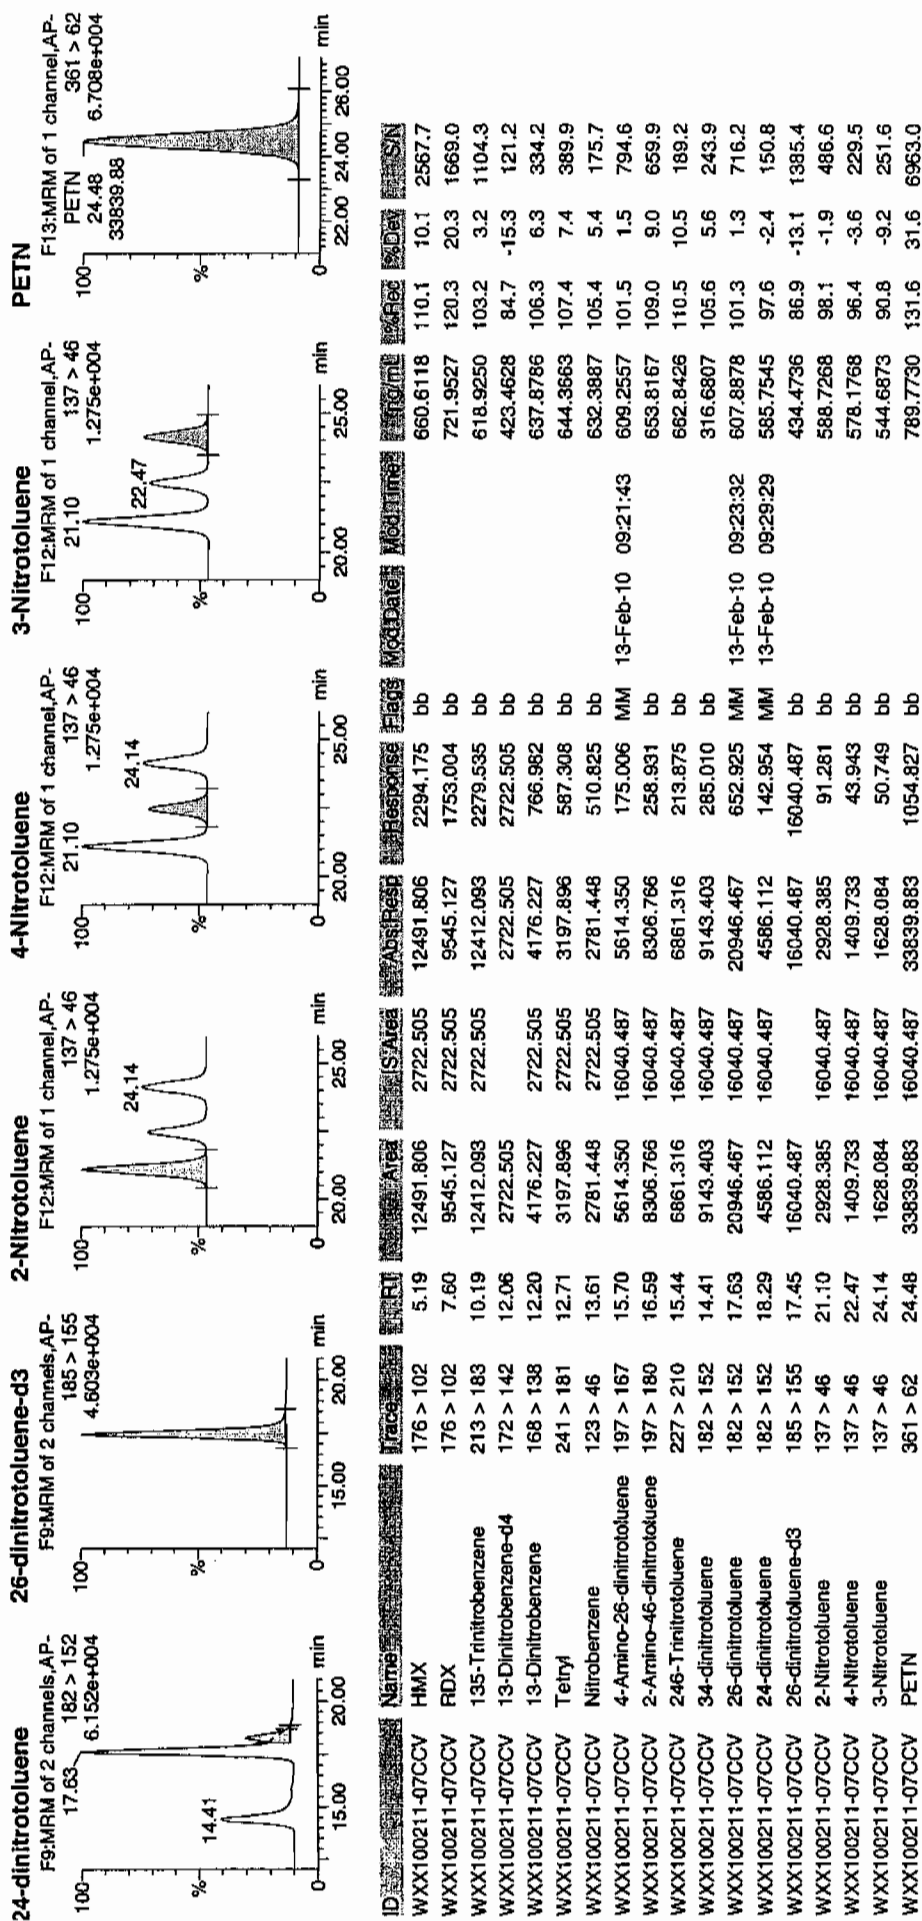 24-dinitrotoluene
F9:MRM of 2 channels,AP-
182 > 152
6.152e+004
17.63
14.41
100
%
0
15.00 20.00 min
26-dinitrotoluene-d3
F9:MRM of 2 channels,AP-
185 > 155
4.603e+004
100
%
0
15.00 20.00 min
2-Nitrotoluene
F12:MRM of 1 channel,AP-
137 > 46
1.275e+004
24.14
100
%
0
20.00 25.00 min
4-Nitrotoluene
F12:MRM of 1 channel,AP-
137 > 46
1.275e+004
21.10
24.14
100
%
0
20.00 25.00 min
3-Nitrotoluene
F12:MRM of 1 channel,AP-
137 > 46
1.275e+004
21.10
22.47
100
%
0
20.00 25.00 min
PETN
F13:MRM of 1 channel,AP-
361 > 62
6.708e+004
PETN
24.48
33839.88
100
%
0
22.00 24.00 26.00 min
ID Name Trace RT Area IS Area Abs Resp Response Flags Mod Date Mod Time ng/mL %Rec %Dev S/N
WXX100211-07CCV HMX 176 > 102 5.19 12491.806 2722.505 12491.806 2294.175 bb 660.6118 110.1 10.1 2567.7
WXX100211-07CCV RDX 176 > 102 7.60 9545.127 2722.505 9545.127 1753.004 bb 721.9527 120.3 20.3 1669.0
WXX100211-07CCV 135-Trinitrobenzene 213 > 183 10.19 12412.093 2722.505 12412.093 2279.535 bb 618.9250 103.2 3.2 1104.3
WXX100211-07CCV 13-Dinitrobenzene-d4 172 > 142 12.06 2722.505 2722.505 2722.505 bb 423.4628 84.7 -15.3 121.2
WXX100211-07CCV 13-Dinitrobenzene 168 > 138 12.20 4176.227 2722.505 4176.227 766.982 bb 637.8786 106.3 6.3 334.2
WXX100211-07CCV Tetryl 241 > 181 12.71 3197.896 2722.505 3197.896 587.308 bb 644.3663 107.4 7.4 389.9
WXX100211-07CCV Nitrobenzene 123 > 46 13.61 2781.448 2722.505 2781.448 510.825 bb 632.3887 105.4 5.4 175.7
WXX100211-07CCV 4-Amino-26-dinitrotoluene 197 > 167 15.70 5614.350 16040.487 5614.350 175.006 MM 13-Feb-10 09:21:43 609.2557 101.5 1.5 794.6
WXX100211-07CCV 2-Amino-46-dinitrotoluene 197 > 180 16.59 8306.766 16040.487 8306.766 258.931 bb 653.8167 109.0 9.0 659.9
WXX100211-07CCV 246-Trinitrotoluene 227 > 210 15.44 6861.316 16040.487 6861.316 213.875 bb 662.8426 110.5 10.5 189.2
WXX100211-07CCV 34-dinitrotoluene 182 > 152 14.41 9143.403 16040.487 9143.403 285.010 bb 316.6807 105.6 5.6 243.9
WXX100211-07CCV 26-dinitrotoluene 182 > 152 17.63 20946.467 16040.487 20946.467 652.925 MM 13-Feb-10 09:23:32 607.8878 101.3 1.3 716.2
WXX100211-07CCV 24-dinitrotoluene 182 > 152 18.29 4586.112 16040.487 4586.112 142.954 MM 13-Feb-10 09:29:29 585.7545 97.6 -2.4 150.8
WXX100211-07CCV 26-dinitrotoluene-d3 185 > 155 17.45 16040.487 16040.487 16040.487 bb 434.4736 86.9 -13.1 1385.4
WXX100211-07CCV 2-Nitrotoluene 137 > 46 21.10 2928.385 16040.487 2928.385 91.281 bb 588.7268 98.1 -1.9 486.6
WXX100211-07CCV 4-Nitrotoluene 137 > 46 22.47 1409.733 16040.487 1409.733 43.943 bb 578.1768 96.4 -3.6 229.5
WXX100211-07CCV 3-Nitrotoluene 137 > 46 24.14 1628.084 16040.487 1628.084 50.749 bb 544.6873 90.8 -9.2 251.6
WXX100211-07CCV PETN 361 > 62 24.48 33839.883 16040.487 33839.883 1054.827 bb 789.7730 131.6 31.6 6963.0